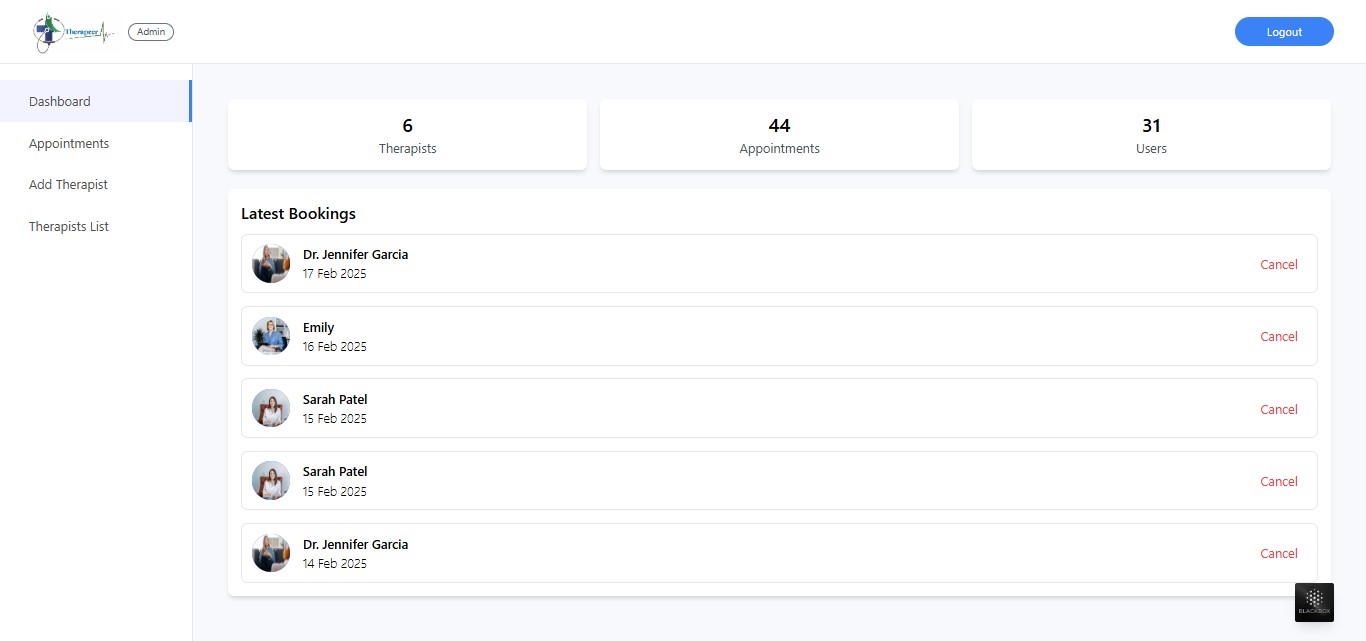 Therapeer
Admin
Logout
Dashboard
Appointments
Add Therapist
Therapists List
6
Therapists
44
Appointments
31
Users
Latest Bookings
Dr. Jennifer Garcia
17 Feb 2025
Cancel
Emily
16 Feb 2025
Cancel
Sarah Patel
15 Feb 2025
Cancel
Sarah Patel
15 Feb 2025
Cancel
Dr. Jennifer Garcia
14 Feb 2025
Cancel
BLACKBOX